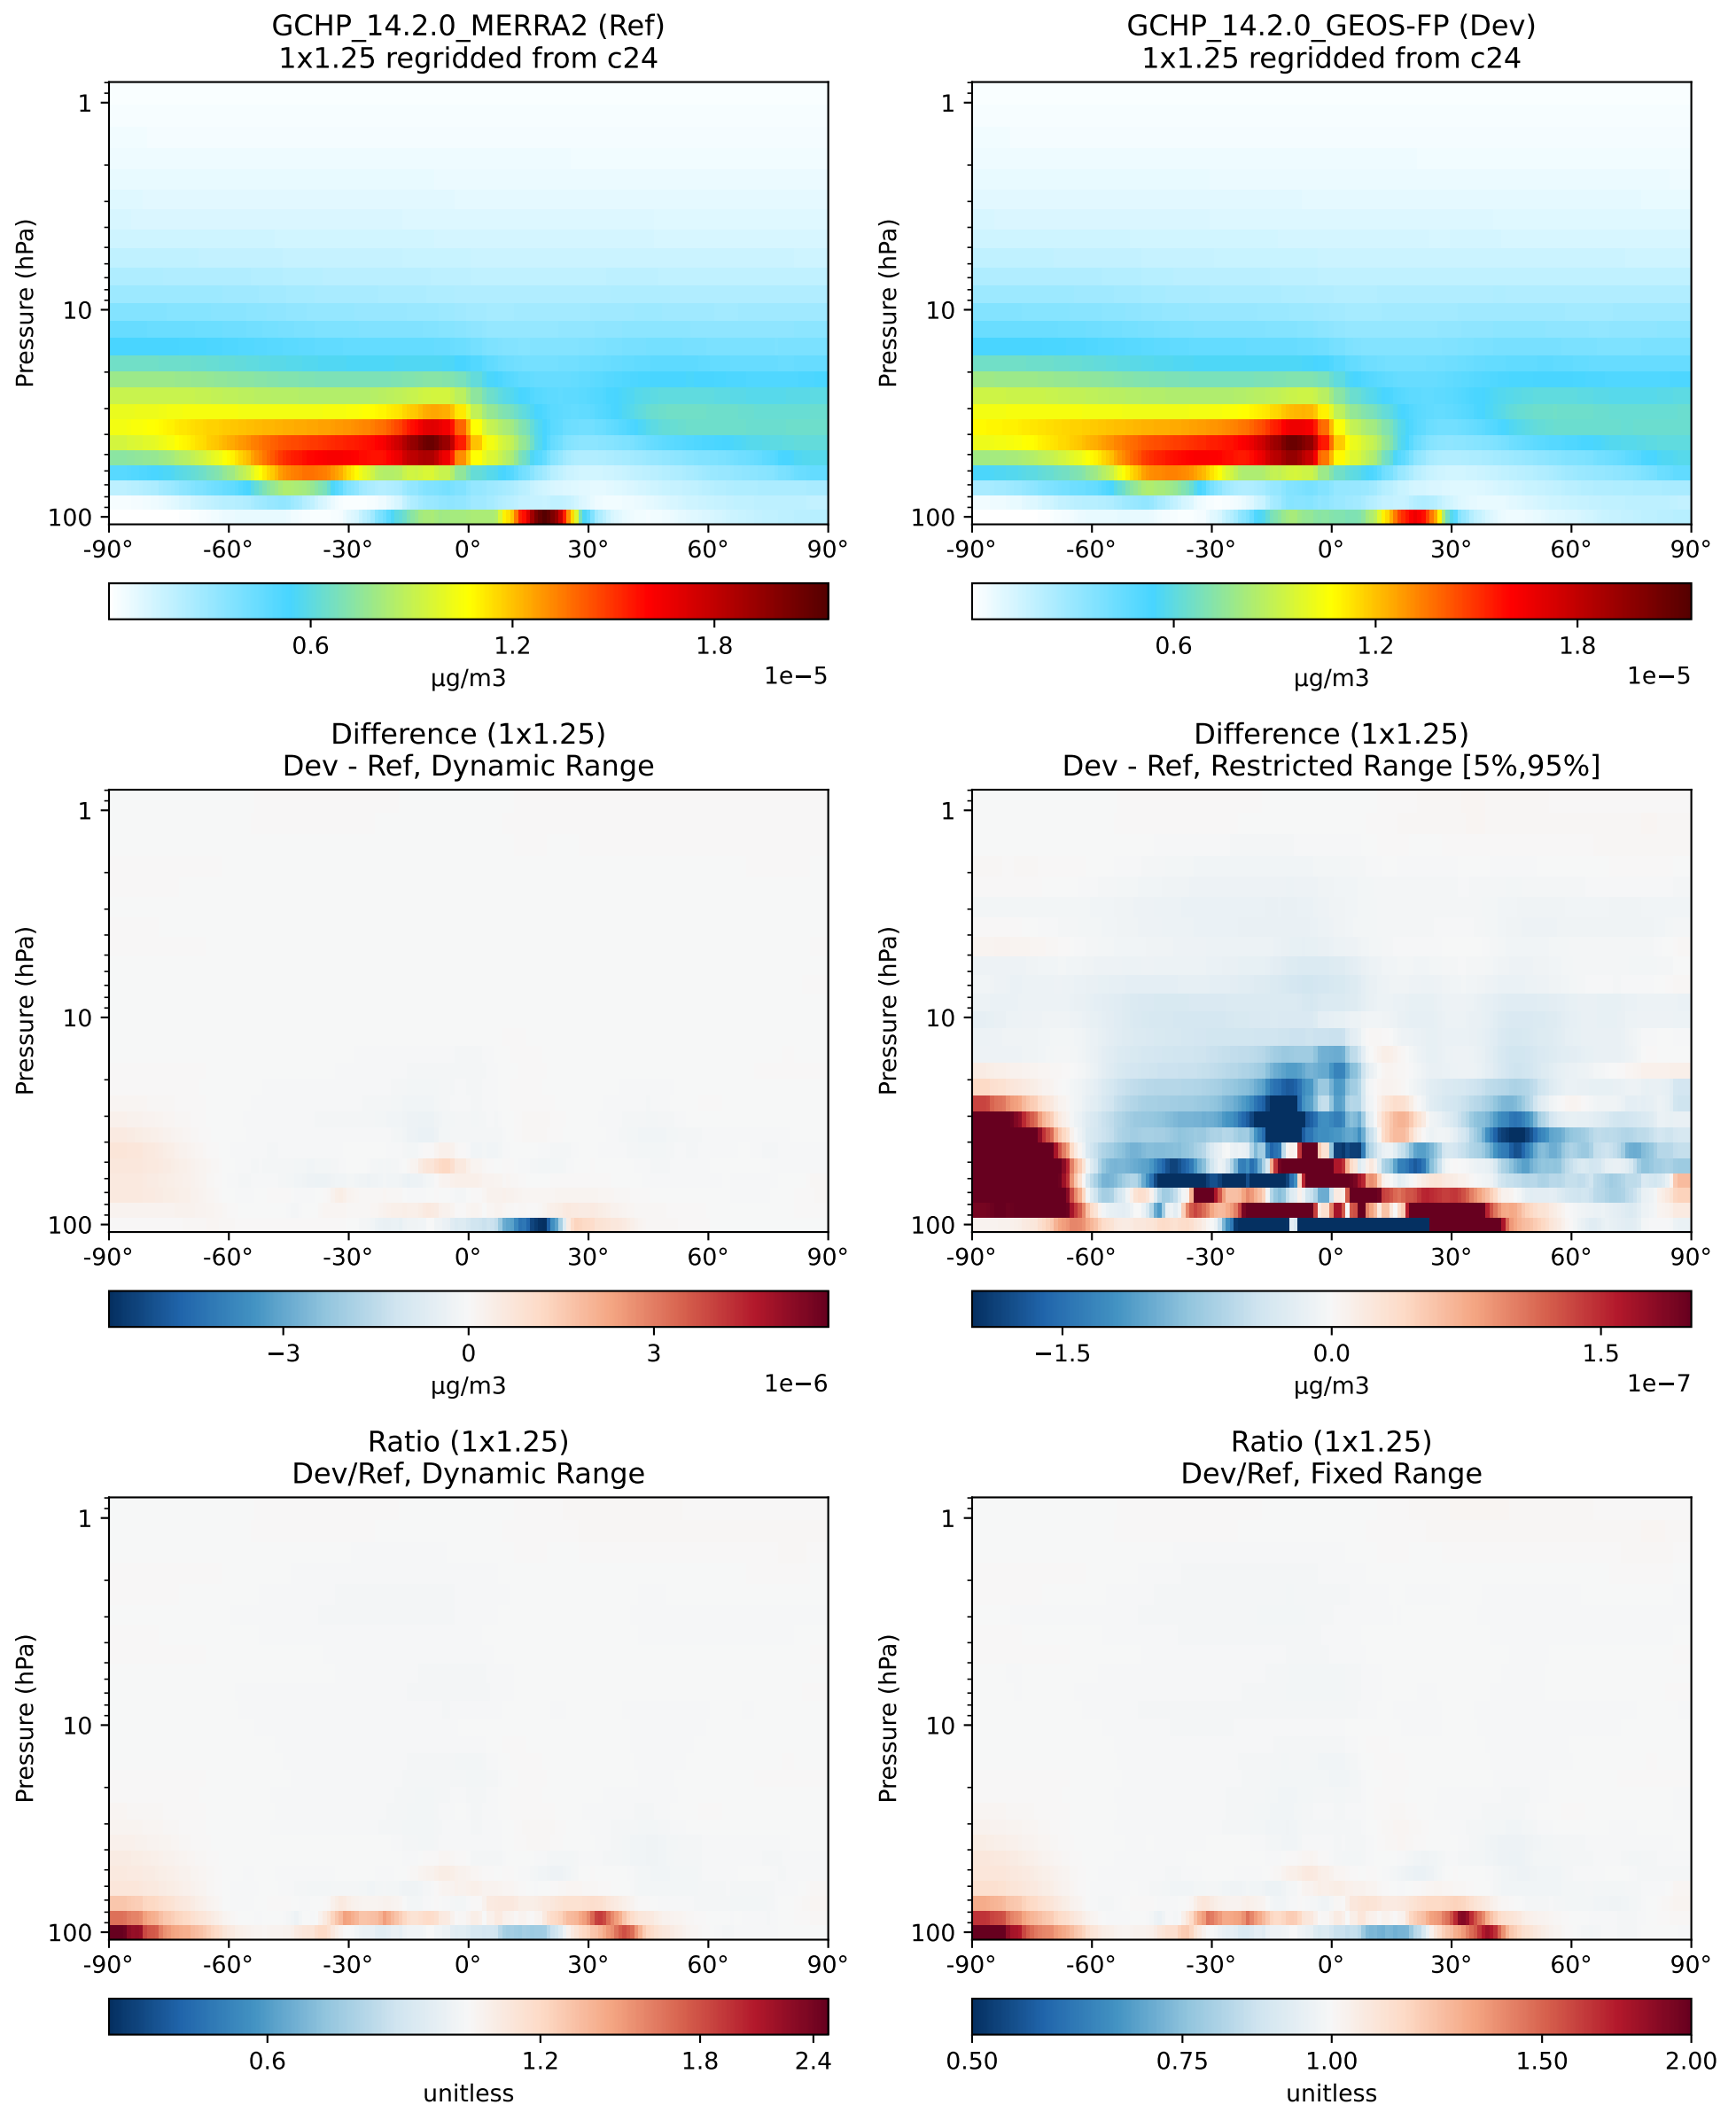 GCHP_14.2.0_MERRA2 (Ref)
1x1.25 regridded from c24
Pressure (hPa)
1
10
100
-90° -60° -30° 0° 30° 60° 90°
0.6 1.2 1.8
µg/m3
1e−5
GCHP_14.2.0_GEOS-FP (Dev)
1x1.25 regridded from c24
Pressure (hPa)
1
10
100
-90° -60° -30° 0° 30° 60° 90°
0.6 1.2 1.8
µg/m3
1e−5
Difference (1x1.25)
Dev - Ref, Dynamic Range
Pressure (hPa)
1
10
100
-90° -60° -30° 0° 30° 60° 90°
−3 0 3
µg/m3
1e−6
Difference (1x1.25)
Dev - Ref, Restricted Range [5%,95%]
Pressure (hPa)
1
10
100
-90° -60° -30° 0° 30° 60° 90°
−1.5 0.0 1.5
µg/m3
1e−7
Ratio (1x1.25)
Dev/Ref, Dynamic Range
Pressure (hPa)
1
10
100
-90° -60° -30° 0° 30° 60° 90°
0.6 1.2 1.8 2.4
unitless
Ratio (1x1.25)
Dev/Ref, Fixed Range
Pressure (hPa)
1
10
100
-90° -60° -30° 0° 30° 60° 90°
0.50 0.75 1.00 1.50 2.00
unitless